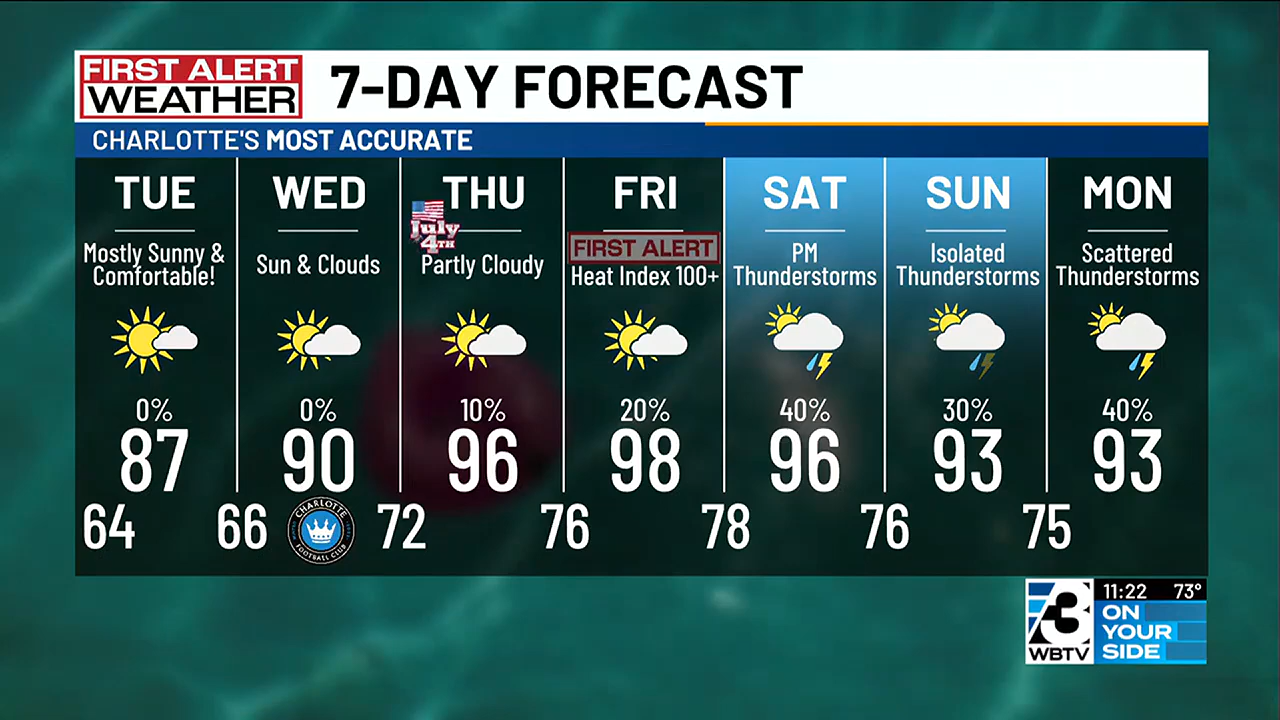 FIRST ALERT
WEATHER
7-DAY FORECAST
CHARLOTTE'S MOST ACCURATE
TUE WED THU FRI SAT SUN MON
July
4TH
Mostly Sunny &
Comfortable!
Sun & Clouds
Partly Cloudy
FIRST ALERT
Heat Index 100+
PM
Thunderstorms
Isolated
Thunderstorms
Scattered
Thunderstorms
0% 0% 10% 20% 40% 30% 40%
87 90 96 98 96 93 93
64 66 72 76 78 76 75
CHARLOTTE
FOOTBALL CLUB
3
WBTV
11:22 73°
ON
YOUR
SIDE